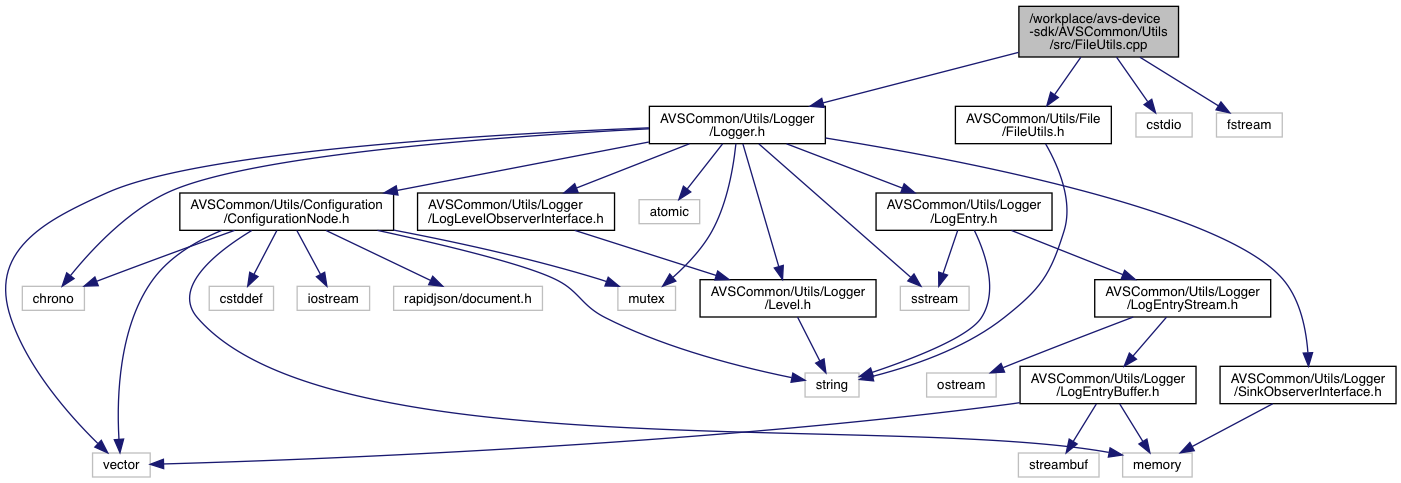 /workplace/avs-device
-sdk/AVSCommon/Utils
/src/FileUtils.cpp
AVSCommon/Utils/Logger
/Logger.h
AVSCommon/Utils/File
/FileUtils.h
cstdio
fstream
AVSCommon/Utils/Configuration
/ConfigurationNode.h
AVSCommon/Utils/Logger
/LogLevelObserverInterface.h
atomic
AVSCommon/Utils/Logger
/LogEntry.h
chrono
cstddef
iostream
rapidjson/document.h
mutex
AVSCommon/Utils/Logger
/Level.h
sstream
AVSCommon/Utils/Logger
/LogEntryStream.h
string
ostream
AVSCommon/Utils/Logger
/LogEntryBuffer.h
AVSCommon/Utils/Logger
/SinkObserverInterface.h
vector
streambuf
memory